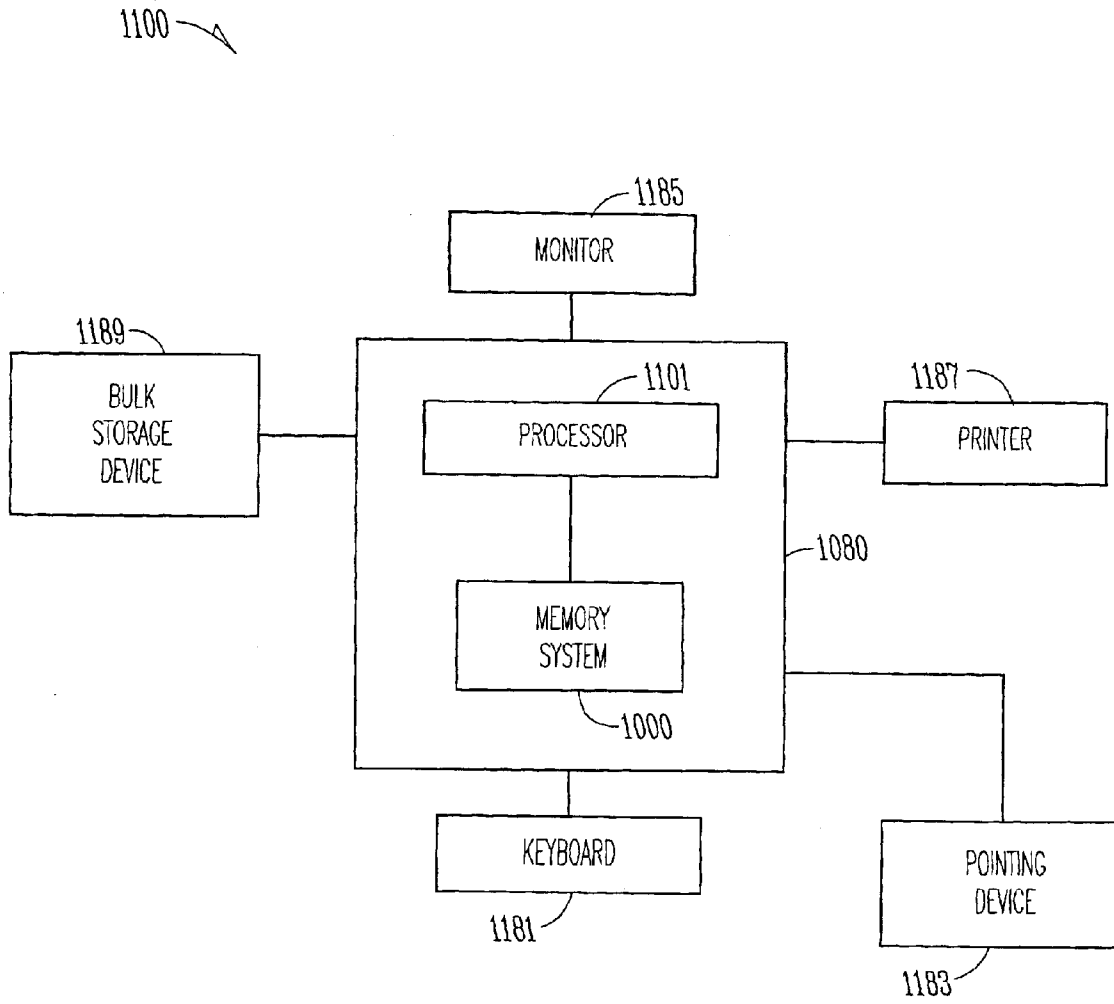 1100
1185
MONITOR
1189
BULK
STORAGE
DEVICE
1101
PROCESSOR
1187
PRINTER
1080
MEMORY
SYSTEM
1000
KEYBOARD
1181
POINTING
DEVICE
1183